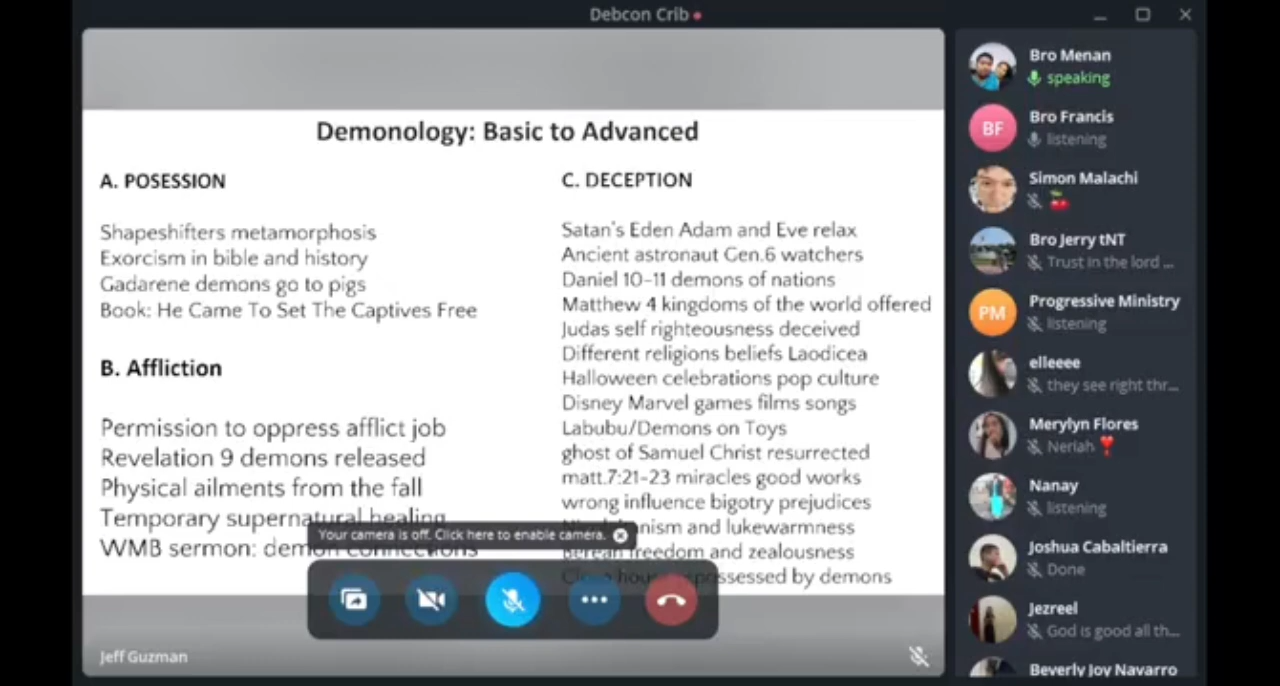 Debcon Crib
Demonology: Basic to Advanced
A. POSESSION
Shapeshifters metamorphosis
Exorcism in bible and history
Gadarene demons go to pigs
Book: He Came To Set The Captives Free
B. Affliction
Permission to oppress afflict job
Revelation 9 demons released
Physical ailments from the fall
Temporary supernatural healing
WMB sermon: demon connections
C. DECEPTION
Satan's Eden Adam and Eve relax
Ancient astronaut Gen.6 watchers
Daniel 10-11 demons of nations
Matthew 4 kingdoms of the world offered
Judas self righteousness deceived
Different religions beliefs Laodicea
Halloween celebrations pop culture
Disney Marvel games films songs
Labubu/Demons on Toys
ghost of Samuel Christ resurrected
matt.7:21-23 miracles good works
wrong influence bigotry prejudices
and lukewarmness
Berean freedom and zealousness
possessed by demons
Your camera is off. Click here to enable camera.
Jeff Guzman
Bro Menan
speaking
BF
Bro Francis
listening
Simon Malachi
Bro Jerry tNT
Trust in the lord ...
PM
Progressive Ministry
listening
elleeee
they see right thr...
Merylyn Flores
Neriah
Nanay
listening
Joshua Cabaltierra
Done
Jezreel
God is good all th...
Beverly Joy Navarro